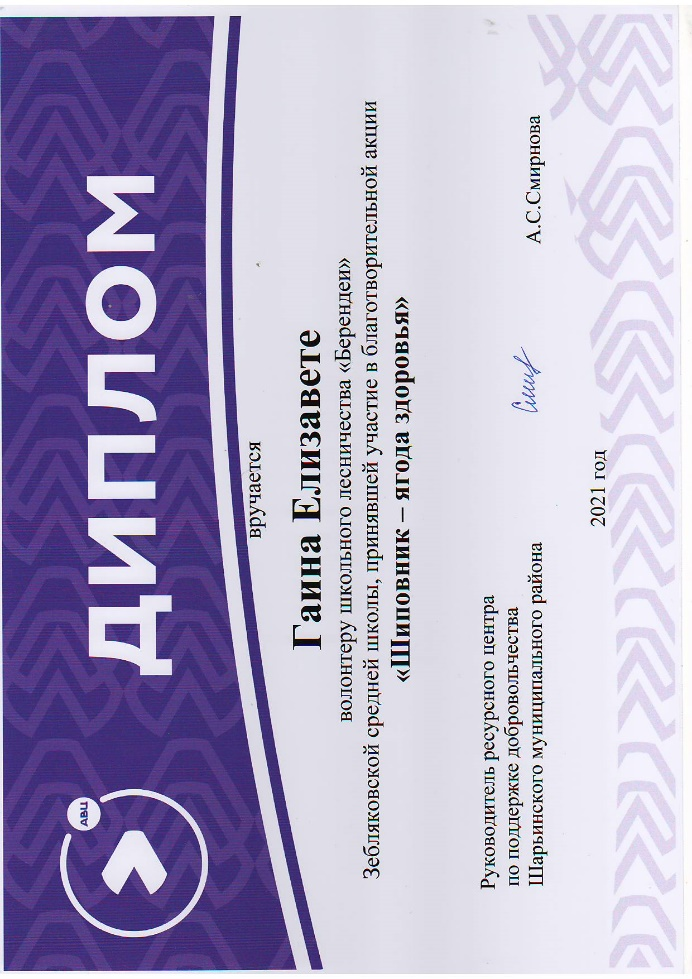 АВЦ
ДИПЛОМ
вручается
Гаина Елизавете
волонтеру школьного лесничества «Берендеи»
Зебляковской средней школы, принявшей участие в благотворительной акции
«Шиповник – ягода здоровья»
Руководитель ресурсного центра
по поддержке добровольчества
Шарьинского муниципального района
А.С.Смирнова
2021 год